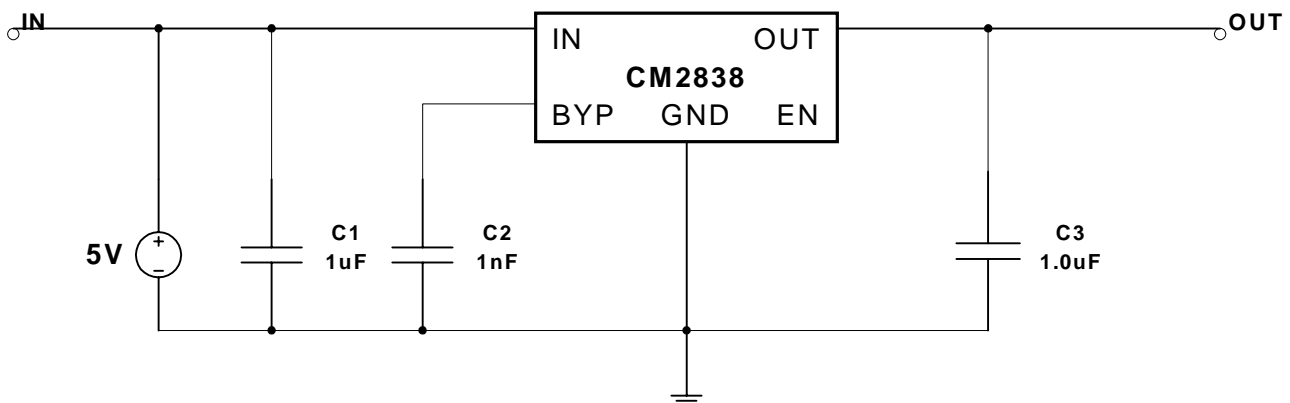 IN
OUT
IN OUT
CM2838
BYP GND EN
5V
+
−
C1
1uF
C2
1nF
C3
1.0uF